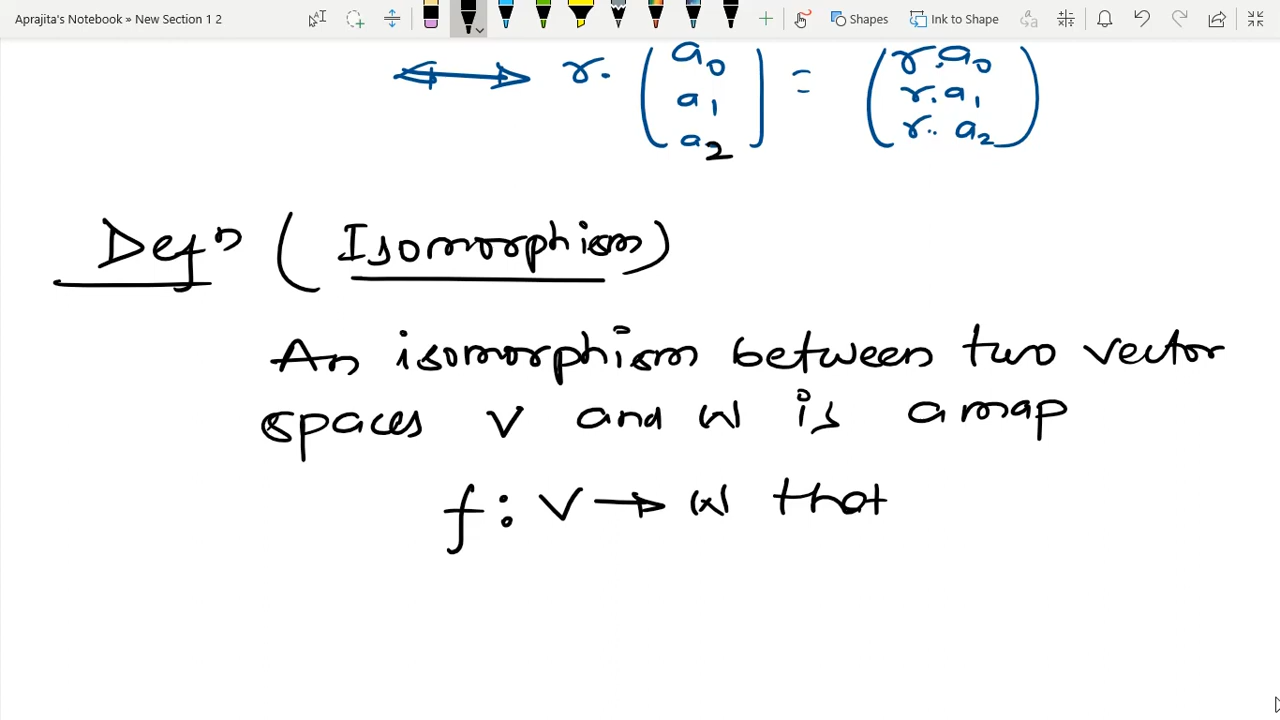 Aprajita's Notebook » New Section 1 2
Shapes
Ink to Shape
r. (a0 a1 a2) = (r.a0 r.a1 r.. a2)
Defn (Isomorphism)
An isomorphism between two vector
spaces V and W is a map
f : V → W that